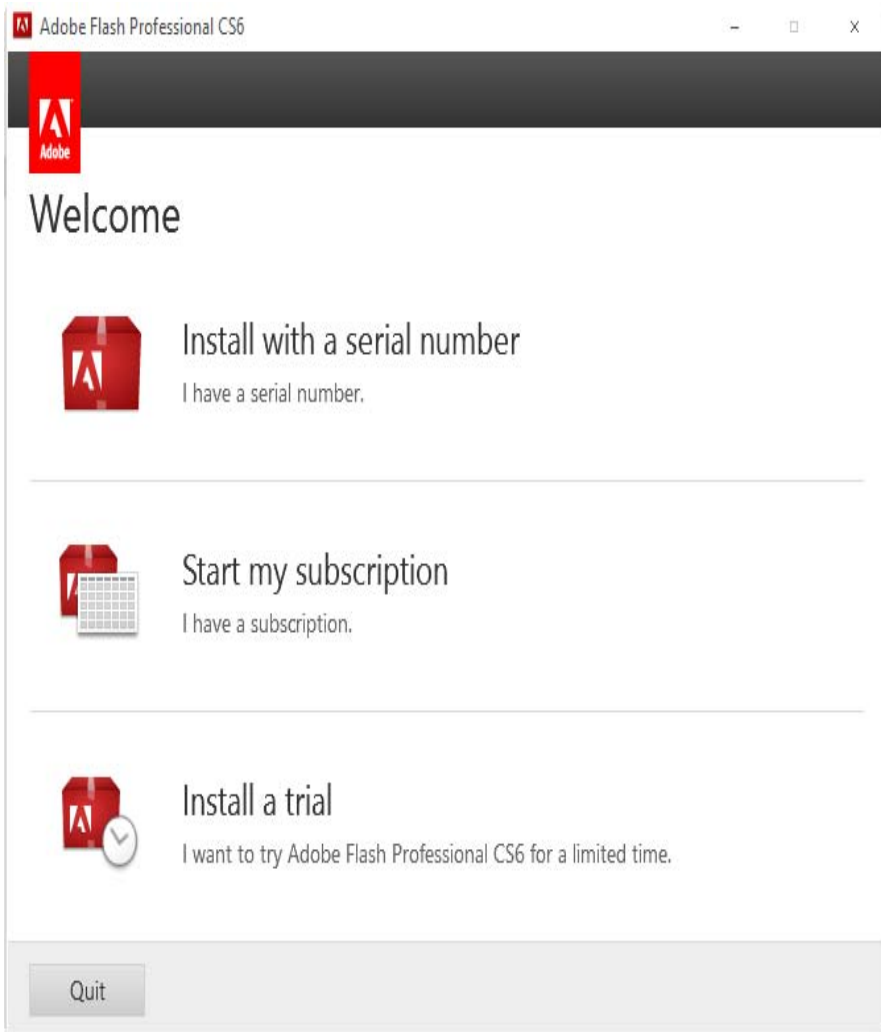 Adobe Flash Professional CS6
Adobe
Welcome
Install with a serial number
I have a serial number.
Start my subscription
I have a subscription.
Install a trial
I want to try Adobe Flash Professional CS6 for a limited time.
Quit